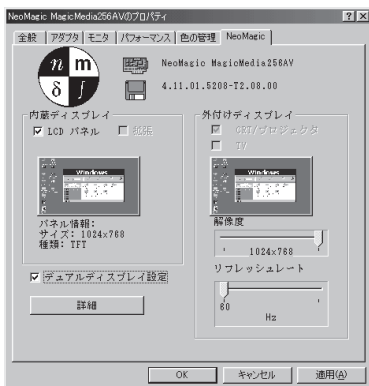 NeoMagic MagicMedia256AVのプロパティ
全般
アダプタ
モニタ
パフォーマンス
色の管理
NeoMagic
n m
δ ∫
NeoMagic MagicMedia256AV
4.11.01.5208-T2.08.00
内蔵ディスプレイ
LCD パネル
拡張
Windows
パネル情報:
サイズ: 1024x768
種類: TFT
デュアルディスプレイ設定
詳細
外付けディスプレイ
CRT/プロジェクタ
TV
Windows
解像度
1024x768
リフレッシュレート
60
Hz
OK
キャンセル
適用(A)